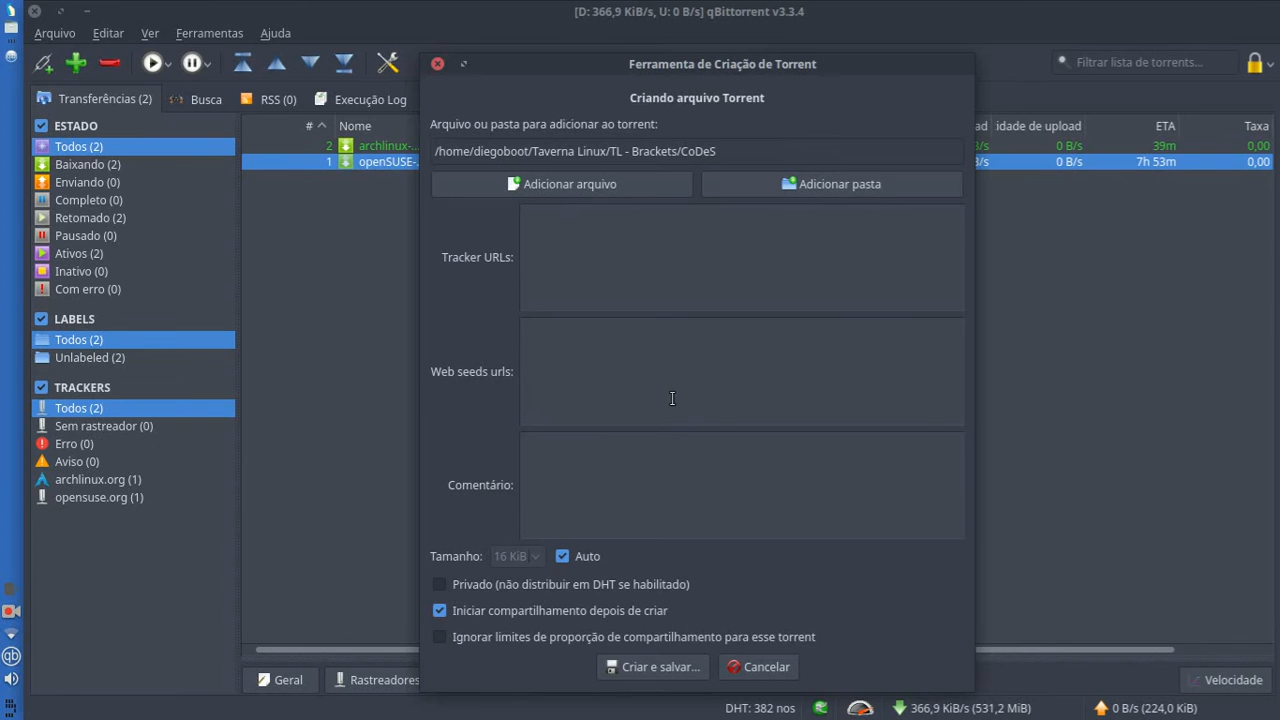 [D: 366,9 KiB/s, U: 0 B/s] qBittorrent v3.3.4
Arquivo Editar Ver Ferramentas Ajuda
Filtrar lista de torrents...
Transferências (2) Busca RSS (0) Execução Log
ESTADO
Todos (2)
Baixando (2)
Enviando (0)
Completo (0)
Retomado (2)
Pausado (0)
Ativos (2)
Inativo (0)
Com erro (0)
LABELS
Todos (2)
Unlabeled (2)
TRACKERS
Todos (2)
Sem rastreador (0)
Erro (0)
Aviso (0)
archlinux.org (1)
opensuse.org (1)
# Nome
2 archlinux-
1 openSUSE-
Ferramenta de Criação de Torrent
Criando arquivo Torrent
Arquivo ou pasta para adicionar ao torrent:
/home/diegoboot/Taverna Linux/TL - Brackets/CoDeS
Adicionar arquivo Adicionar pasta
Tracker URLs:
Web seeds urls:
Comentário:
Tamanho: 16 KiB Auto
Privado (não distribuir em DHT se habilitado)
Iniciar compartilhamento depois de criar
Ignorar limites de proporção de compartilhamento para esse torrent
Criar e salvar... Cancelar
ad idade de upload ETA Taxa
/s 0 B/s 39m 0,00
/s 0 B/s 7h 53m 0,00
Geral Rastreadores Velocidade
qb DHT: 382 nos 366,9 KiB/s (531,2 MiB) 0 B/s (224,0 KiB)